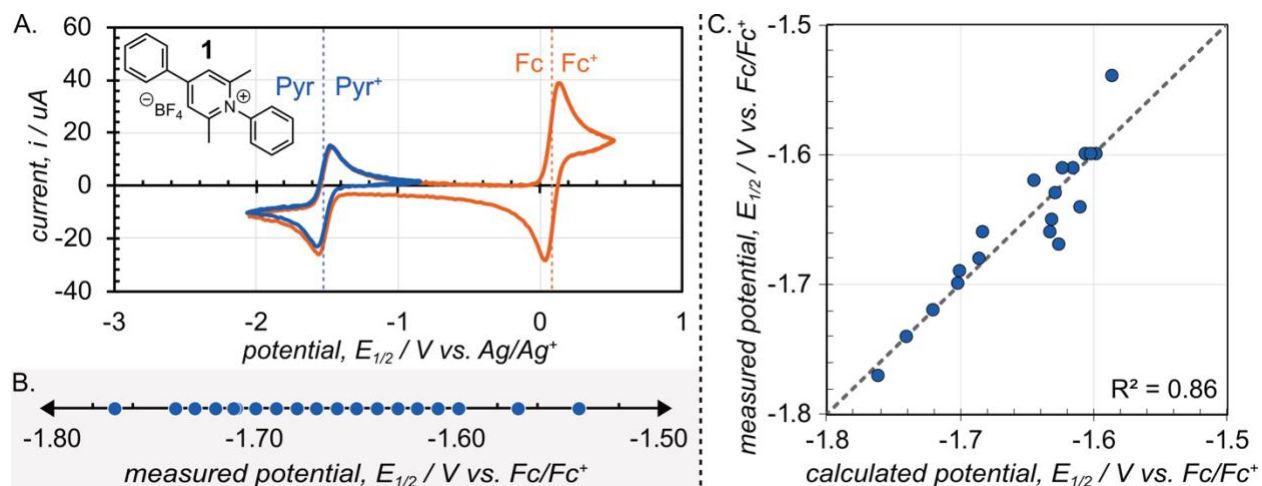 A.
60
40
20
0
-20
-40
current, i / uA
1
⊖BF4
N
+
Pyr
Pyr+
Fc
Fc+
-3
-2
-1
0
1
potential, E1/2 / V vs. Ag/Ag+
B.
-1.80
-1.70
-1.60
-1.50
measured potential, E1/2 / V vs. Fc/Fc+
C.
-1.5
-1.6
-1.7
-1.8
measured potential, E1/2 / V vs. Fc/Fc+
R² = 0.86
-1.8
-1.7
-1.6
-1.5
calculated potential, E1/2 / V vs. Fc/Fc+